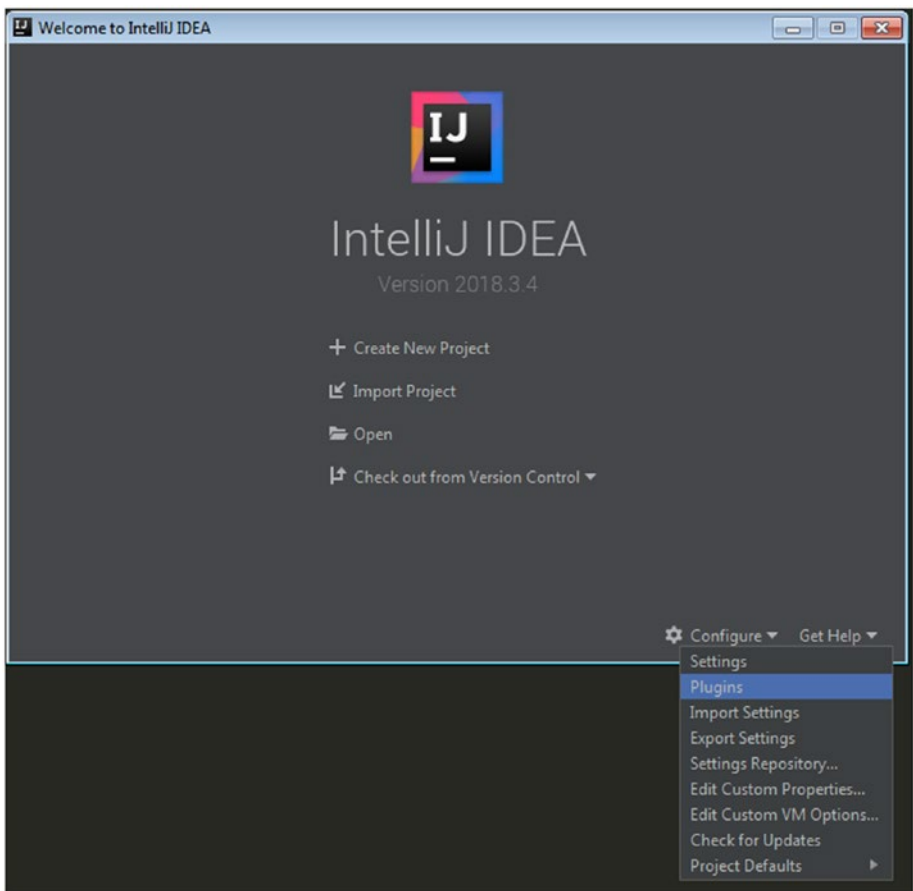 Welcome to IntelliJ IDEA
IJ
IntelliJ IDEA
Version 2018.3.4
Create New Project
Import Project
Open
Check out from Version Control
Configure Get Help
Settings
Plugins
Import Settings
Export Settings
Settings Repository...
Edit Custom Properties...
Edit Custom VM Options...
Check for Updates
Project Defaults